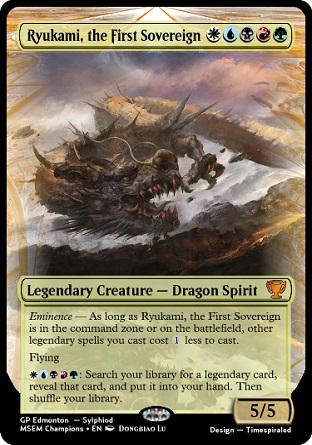 Ryukami, the First Sovereign
Legendary Creature — Dragon Spirit
Eminence — As long as Ryukami, the First Sovereign
is in the command zone or on the battlefield, other
legendary spells you cast cost 1 less to cast.
Flying
: Search your library for a legendary card,
reveal that card, and put it into your hand. Then
shuffle your library.
5/5
GP Edmonton — Sylphiod
MSEM Champions • EN Dongbiao Lu
Design — Timespiraled